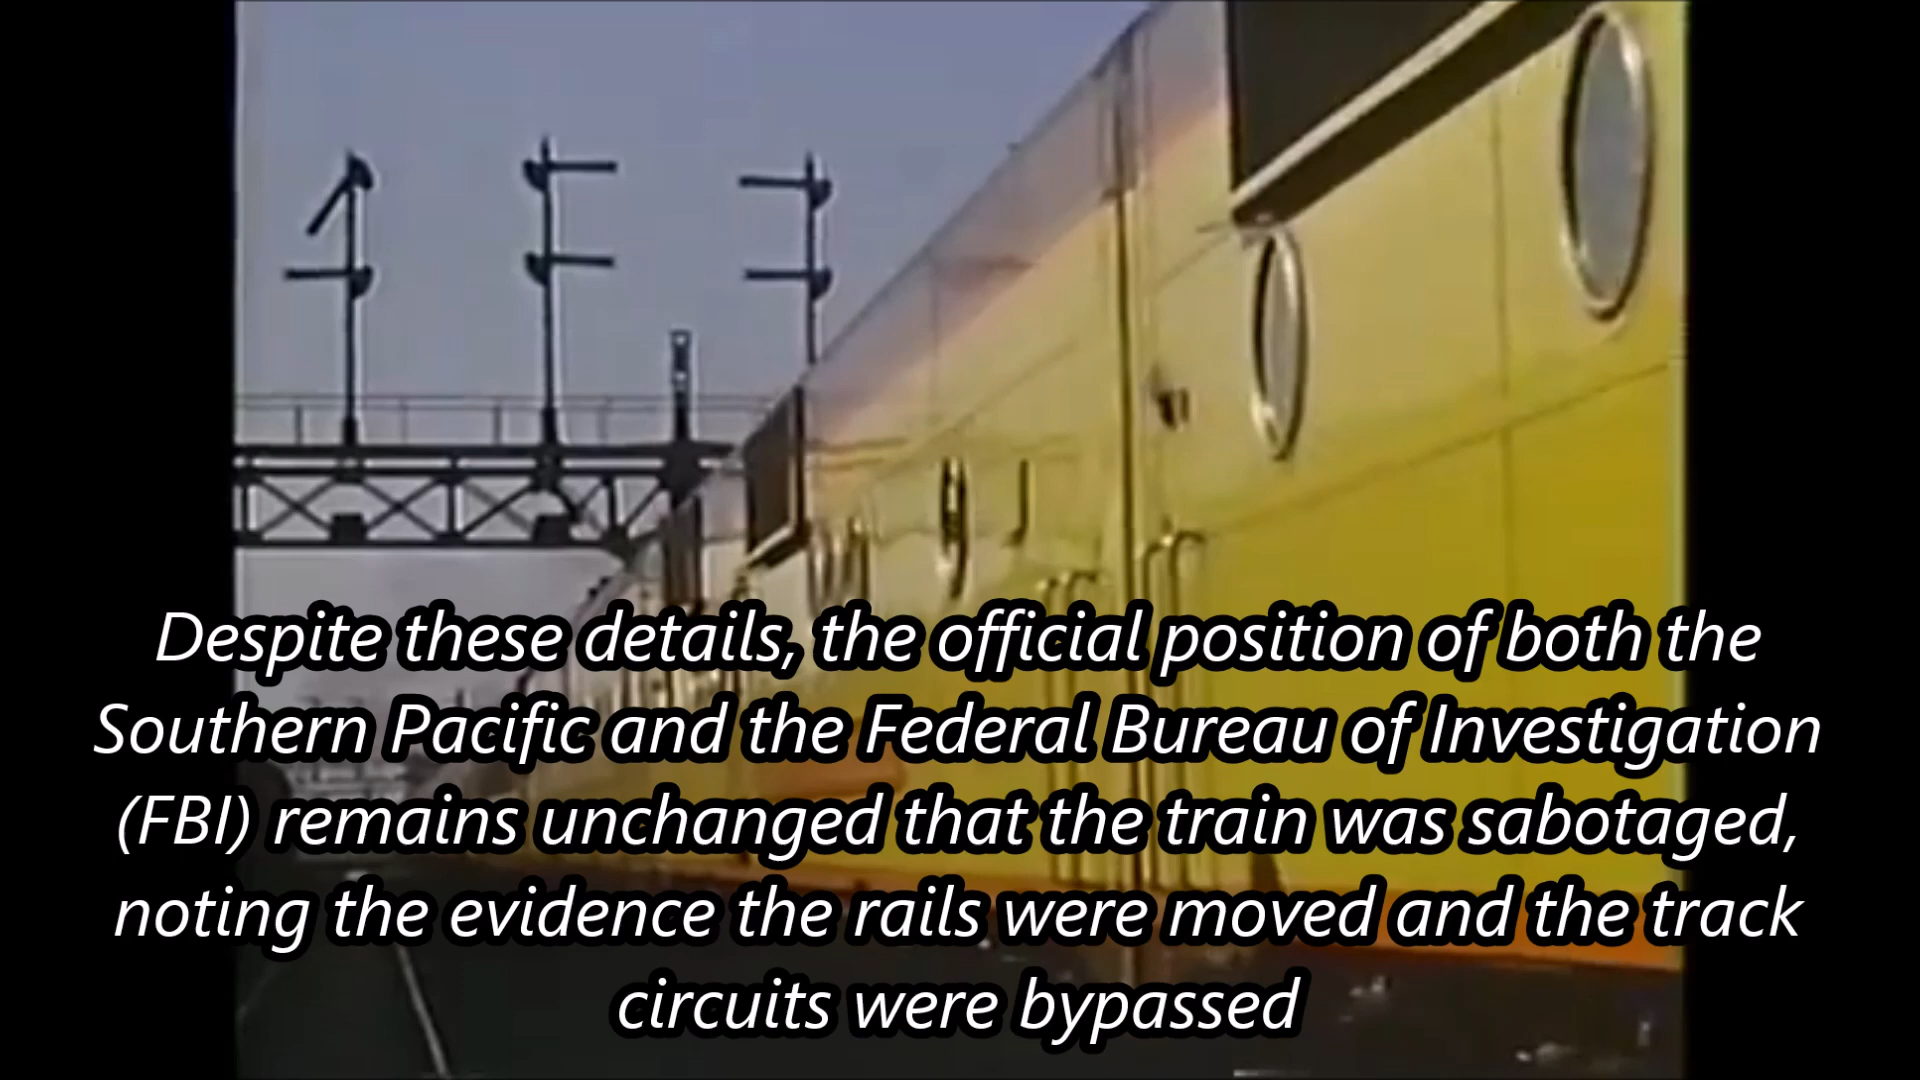 Despite these details, the official position of both the
Southern Pacific and the Federal Bureau of Investigation
(FBI) remains unchanged that the train was sabotaged,
noting the evidence the rails were moved and the track
circuits were bypassed